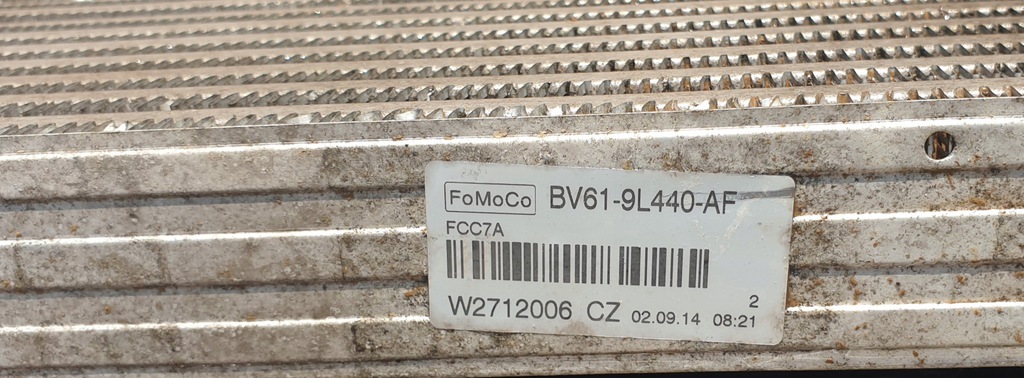 FoMoCo BV61-9L440-AF
FCC7A
2
W2712006 CZ 02.09.14 08:21